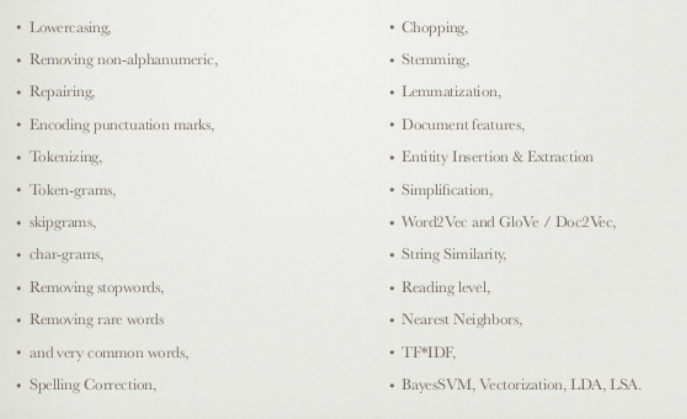 • Lowercasing,
• Removing non-alphanumeric,
• Repairing,
• Encoding punctuation marks,
• Tokenizing,
• Token-grams,
• skipgrams,
• char-grams,
• Removing stopwords,
• Removing rare words
• and very common words,
• Spelling Correction,
• Chopping,
• Stemming,
• Lemmatization,
• Document features,
• Entitity Insertion & Extraction
• Simplification,
• Word2Vec and GloVe / Doc2Vec,
• String Similarity,
• Reading level,
• Nearest Neighbors,
• TF*IDF,
• BayesSVM, Vectorization, LDA, LSA.